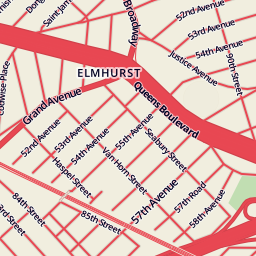 Broadway
52nd Avenue
53rd Avenue
54th Avenue
Justice Avenue
90th Street
ELMHURST
Grand Avenue
Queens Boulevard
52nd Avenue
53rd Avenue
54th Avenue
55th Avenue
Seabury Street
Haspel Street
Van Horn Street
57th Avenue
57th Road
58th Avenue
84th Street
85th Street